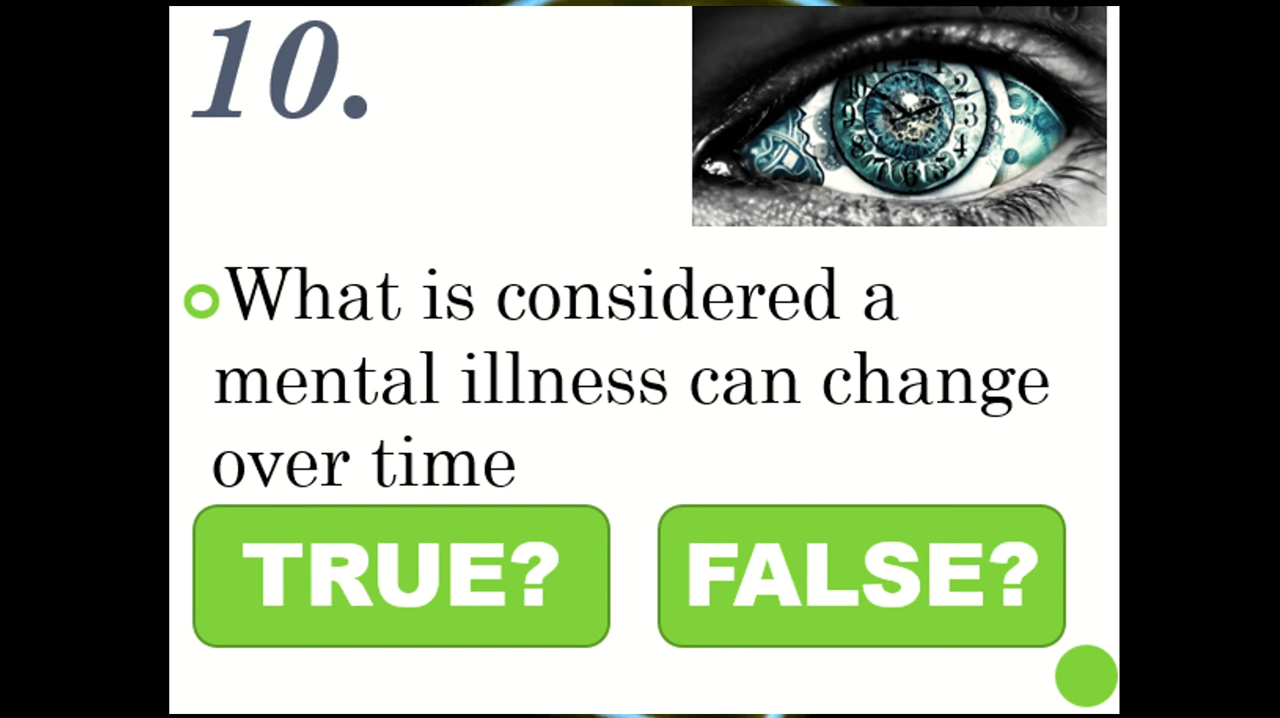 10.
What is considered a
mental illness can change
over time
TRUE? FALSE?